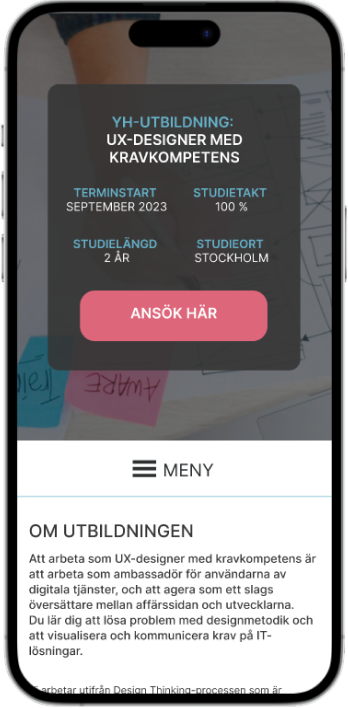 YH-UTBILDNING:
UX-DESIGNER MED
KRAVKOMPETENS
TERMINSTART
SEPTEMBER 2023
STUDIETAKT
100 %
STUDIELÄNGD
2 ÅR
STUDIEORT
STOCKHOLM
ANSÖK HÄR
AWARE
MENY
OM UTBILDNINGEN
Att arbeta som UX-designer med kravkompetens är
att arbeta som ambassadör för användarna av
digitala tjänster, och att agera som ett slags
översättare mellan affärssidan och utvecklarna.
Du lär dig att lösa problem med designmetodik och
att visualisera och kommunicera krav på IT-
lösningar.
arbetar utifrån Design Thinking-processen som är